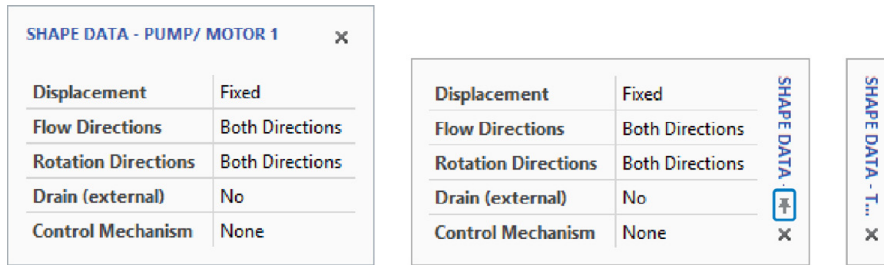 SHAPE DATA - PUMP/ MOTOR 1
Displacement Fixed
Flow Directions Both Directions
Rotation Directions Both Directions
Drain (external) No
Control Mechanism None
Displacement Fixed
Flow Directions Both Directions
Rotation Directions Both Directions
Drain (external) No
Control Mechanism None
SHAPE DATA -
SHAPE DATA - T...